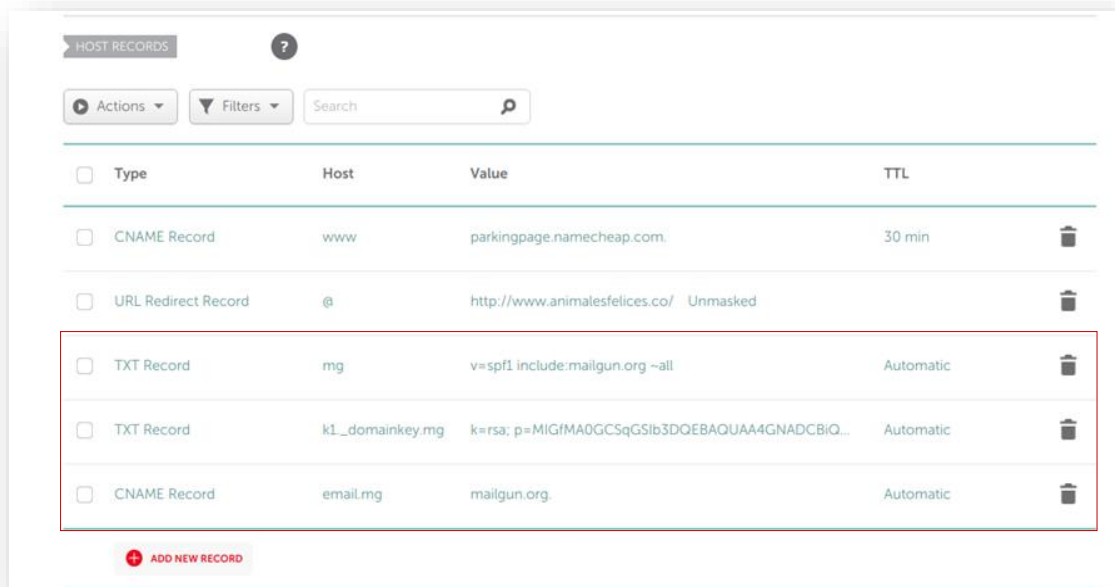 HOST RECORDS ?
Actions Filters Search
Type Host Value TTL
CNAME Record www parkingpage.namecheap.com. 30 min
URL Redirect Record @ http://www.animalesfelices.co/ Unmasked
TXT Record mg v=spf1 include:mailgun.org ~all Automatic
TXT Record k1._domainkey.mg k=rsa; p=MIGfMA0GCSqGSIb3DQEBAQUAA4GNADCBiQ... Automatic
CNAME Record email.mg mailgun.org. Automatic
ADD NEW RECORD